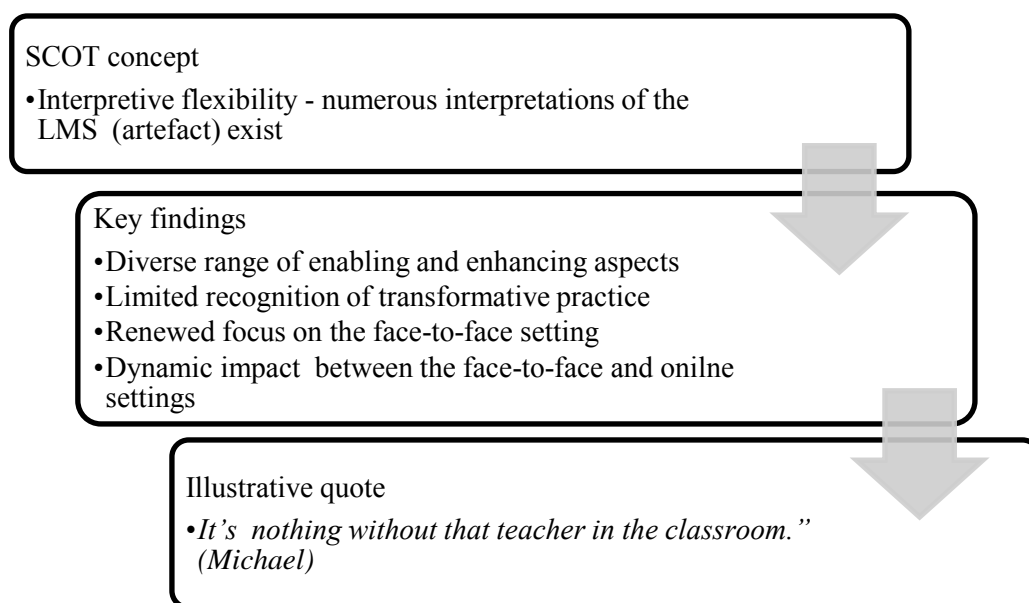 SCOT concept
•Interpretive flexibility - numerous interpretations of the
LMS (artefact) exist
Key findings
•Diverse range of enabling and enhancing aspects
•Limited recognition of transformative practice
•Renewed focus on the face-to-face setting
•Dynamic impact between the face-to-face and onilne
settings
Illustrative quote
•It’s nothing without that teacher in the classroom.”
(Michael)